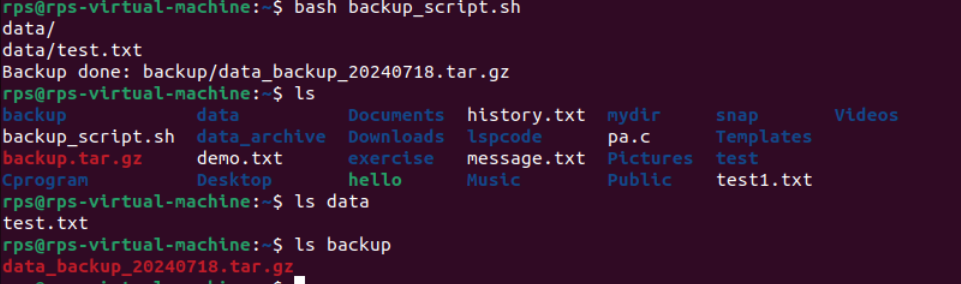 rps@rps-virtual-machine:~$ bash backup_script.sh
data/
data/test.txt
Backup done: backup/data_backup_20240718.tar.gz
rps@rps-virtual-machine:~$ ls
backup data Documents history.txt mydir snap Videos
backup_script.sh data_archive Downloads lspcode pa.c Templates
backup.tar.gz demo.txt exercise message.txt Pictures test
Cprogram Desktop hello Music Public test1.txt
rps@rps-virtual-machine:~$ ls data
test.txt
rps@rps-virtual-machine:~$ ls backup
data_backup_20240718.tar.gz
rps@rps-virtual-machine:~$